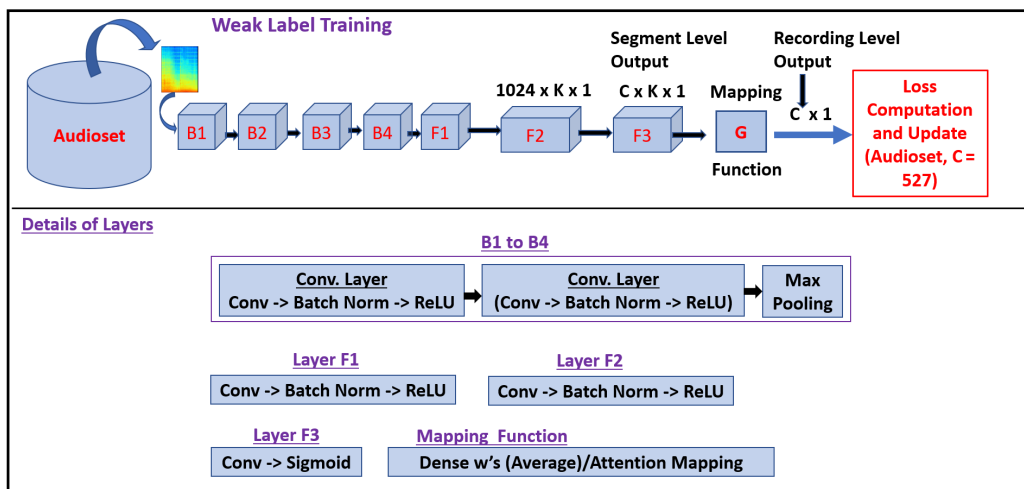 Weak Label Training
Segment Level
Output
Recording Level
Output
1024 x K x 1
C x K x 1
Mapping
C x 1
Audioset
B1
B2
B3
B4
F1
F2
F3
G
Function
Loss
Computation
and Update
(Audioset, C =
527)
Details of Layers
B1 to B4
Conv. Layer
Conv -> Batch Norm -> ReLU
Conv. Layer
(Conv -> Batch Norm -> ReLU)
Max
Pooling
Layer F1
Conv -> Batch Norm -> ReLU
Layer F2
Conv -> Batch Norm -> ReLU
Layer F3
Conv -> Sigmoid
Mapping Function
Dense w's (Average)/Attention Mapping